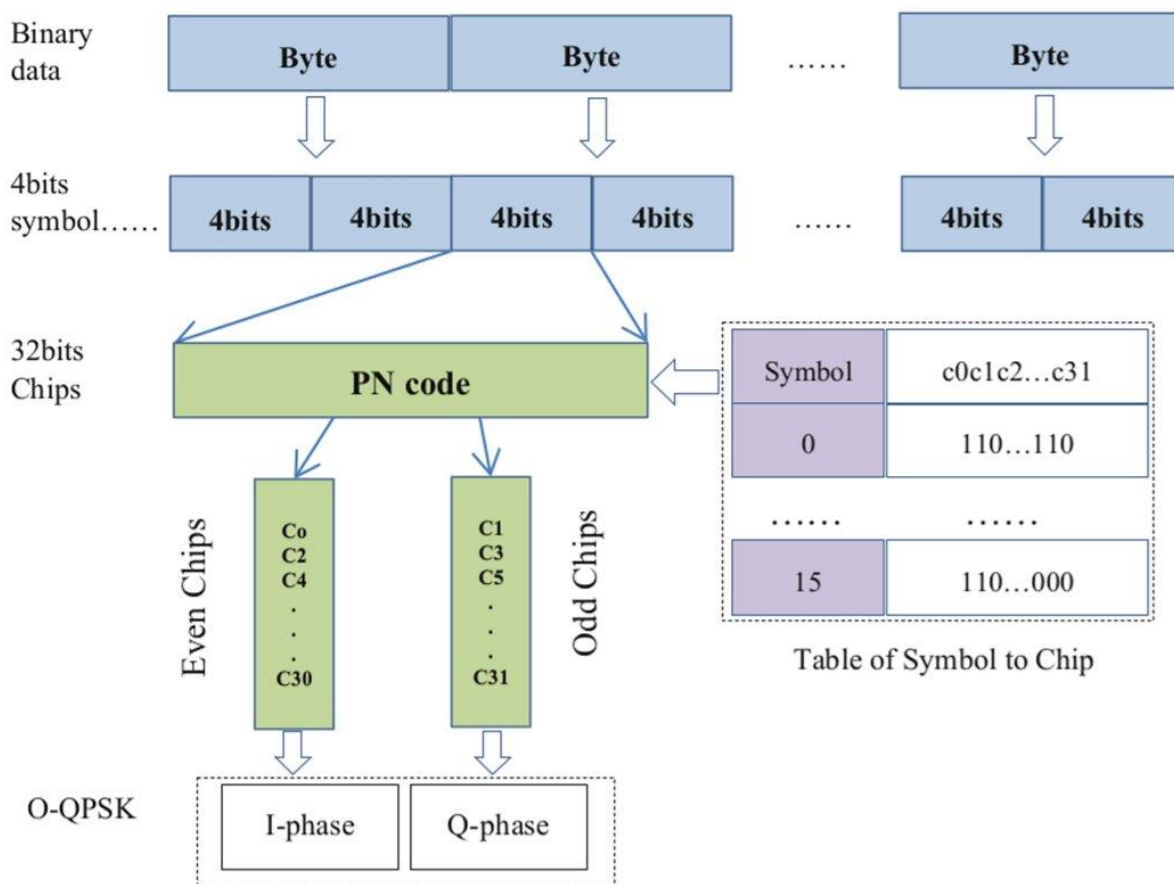 Binary
data
Byte
Byte
......
Byte
4bits
symbol......
4bits
4bits
4bits
4bits
......
4bits
4bits
32bits
Chips
PN code
Symbol
c0c1c2...c31
0
110...110
......
......
15
110...000
Table of Symbol to Chip
Even Chips
Co
C2
C4
.
.
.
C30
C1
C3
C5
.
.
.
C31
Odd Chips
O-QPSK
I-phase
Q-phase